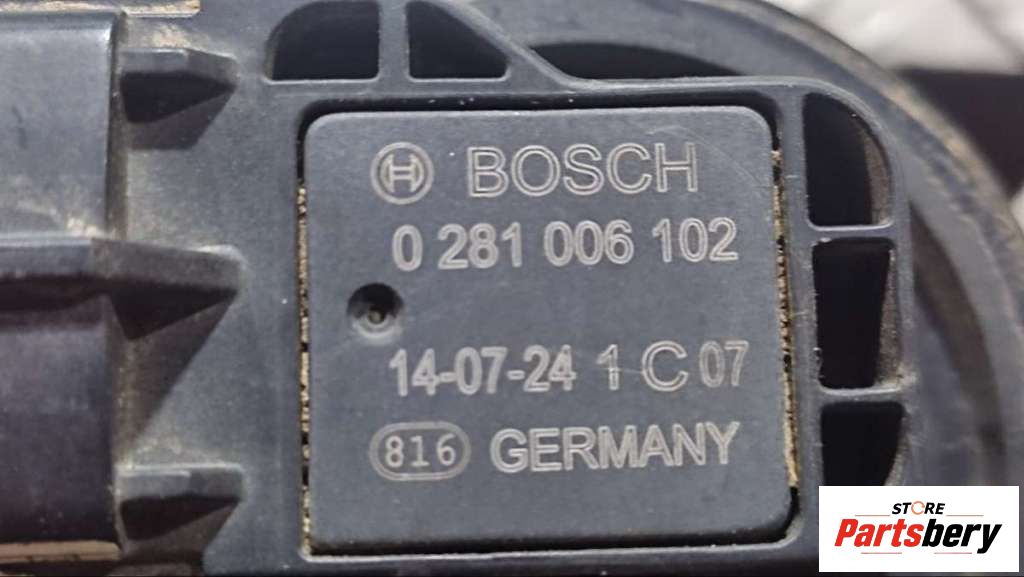 BOSCH
0 281 006 102
14-07-24 1 C 07
816 GERMANY
STORE
Partsbery